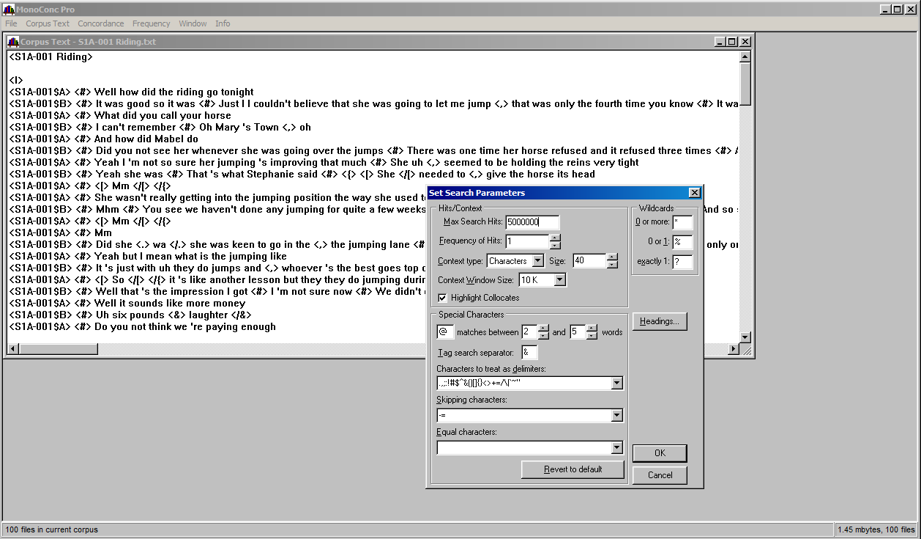 MonoConc Pro
File Corpus Text Concordance Frequency Window Info
Corpus Text - S1A-001 Riding.txt
<S1A-001 Riding>
<I>
<S1A-001$A> <#> Well how did the riding go tonight
<S1A-001$B> <#> It was good so it was <#> Just I I couldn't believe that she was going to let me jump <,> that was only the fourth time you know <#> It wa
<S1A-001$A> <#> What did you call your horse
<S1A-001$B> <#> I can't remember <#> Oh Mary 's Town <,> oh
<S1A-001$A> <#> And how did Mabel do
<S1A-001$B> <#> Did you not see her whenever she was going over the jumps <#> There was one time her horse refused and it refused three times <#> A
<S1A-001$A> <#> Yeah I 'm not so sure her jumping 's improving that much <#> She uh <,> seemed to be holding the reins very tight
<S1A-001$B> <#> Yeah she was <#> That's what Stephanie said <#> <{> <[> She </[> needed to <,> give the horse its head
<S1A-001$A> <#> <[> Mm </[> </{>
<S1A-001$B> <#> She wasn't really getting into the jumping position the way she used t
<S1A-001$B> <#> Mhm <#> You see we haven't done any jumping for quite a few weeks And so
<S1A-001$A> <#> <[> Mm </[> </{>
<S1A-001$A> <#> Mm
<S1A-001$B> <#> Did she <.> wa </.> she was keen to go in the <,> the jumping lane <# only or
<S1A-001$A> <#> Yeah but I mean what is the jumping like
<S1A-001$B> <#> It 's just with uh they do jumps and <,> whoever 's the best goes top o
<S1A-001$A> <#> <[> So </[> </{> it 's like another lesson but they they do jumping durin
<S1A-001$B> <#> Well that 's the impression I got <#> I 'm not sure now <#> We didn't
<S1A-001$A> <#> Well it sounds like more money
<S1A-001$B> <#> Uh six pounds <&> laughter </&>
<S1A-001$A> <#> Do you not think we 're paying enough
Set Search Parameters
Hits/Context
Max Search Hits: 5000000
Frequency of Hits: 1
Context type: Characters Size: 40
Context Window Size: 10 K
Highlight Collocates
Wildcards
0 or more: *
0 or 1: %
exactly 1: ?
Special Characters
@ matches between 2 and 5 words
Tag search separator: &
Characters to treat as delimiters:
Skipping characters:
-=
Equal characters:
Revert to default
Headings...
OK
Cancel
100 files in current corpus
1.45 mbytes, 100 files